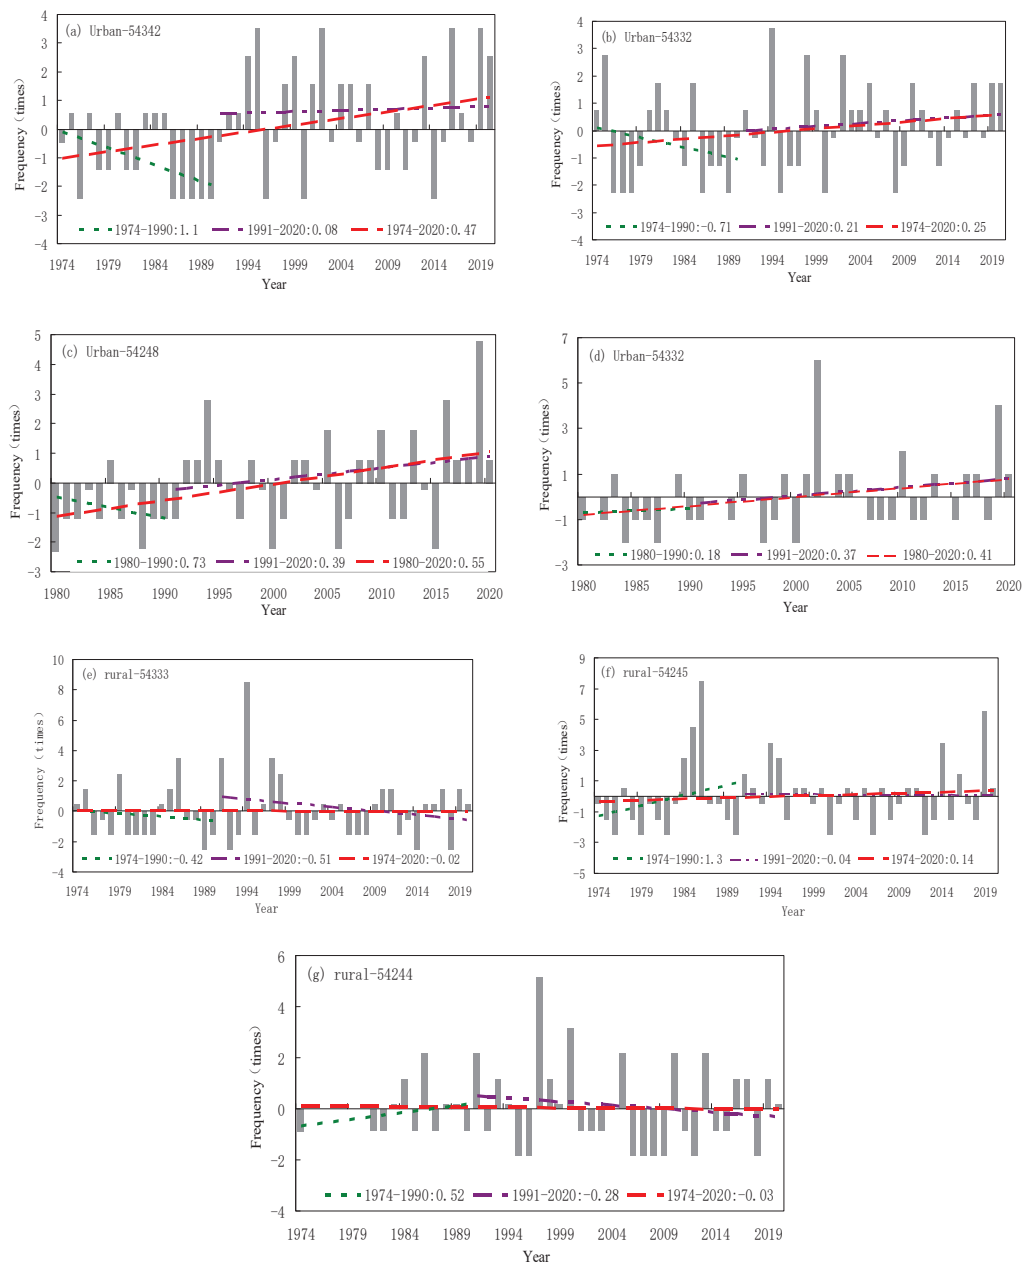 (a) Urban-54342
Frequency (times)
4
3
2
1
0
-1
-2
-3
-4
1974-1990:1.1 1991-2020:0.08 1974-2020:0.47
1974 1979 1984 1989 1994 1999 2004 2009 2014 2019
Year
(b) Urban-54332
Frequency (times)
4
3
2
1
0
-1
-2
-3
-4
1974-1990:-0.71 1991-2020:0.21 1974-2020:0.25
1974 1979 1984 1989 1994 1999 2004 2009 2014 2019
Year
(c) Urban-54248
Frequency (times)
5
4
3
2
1
0
-1
-2
-3
1980-1990:0.73 1991-2020:0.39 1980-2020:0.55
1980 1985 1990 1995 2000 2005 2010 2015 2020
Year
(d) Urban-54332
Frequency (times)
7
5
3
1
-1
-3
1980-1990:0.18 1991-2020:0.37 1980-2020:0.41
1980 1985 1990 1995 2000 2005 2010 2015 2020
Year
(e) rural-54333
Frequency (times)
10
8
6
4
2
0
-2
-4
1974-1990:-0.42 1991-2020:-0.51 1974-2020:-0.02
1974 1979 1984 1989 1994 1999 2004 2009 2014 2019
Year
(f) rural-54245
Frequency (times)
9
7
5
3
1
-1
-3
-5
1974-1990:1.3 1991-2020:-0.04 1974-2020:0.14
1974 1979 1984 1989 1994 1999 2004 2009 2014 2019
Year
(g) rural-54244
Frequency (times)
6
4
2
0
-2
-4
1974-1990:0.52 1991-2020:-0.28 1974-2020:-0.03
1974 1979 1984 1989 1994 1999 2004 2009 2014 2019
Year